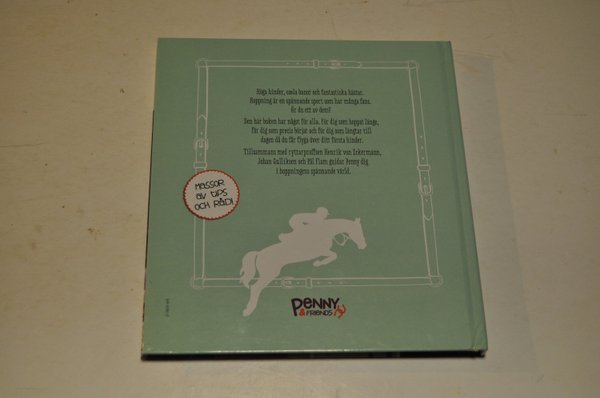 Höga hinder, coola banor och fantastiska hästar.
Hoppning är en spännande sport som har många fans.
Är du ett av dem?
Den här boken har något för alla. För dig som hoppat länge,
för dig som precis börjat och för dig som längtar till
dagen då du får flyga över ditt första hinder.
Tillsammans med ryttarproffsen Henrik von Eckermann,
Johan Gulliksen och Pål Flam guidar Penny dig
i hoppningens spännande värld.
MASSOR
AV TIPS
OCH RÅD!
PENNY
& FRIENDS